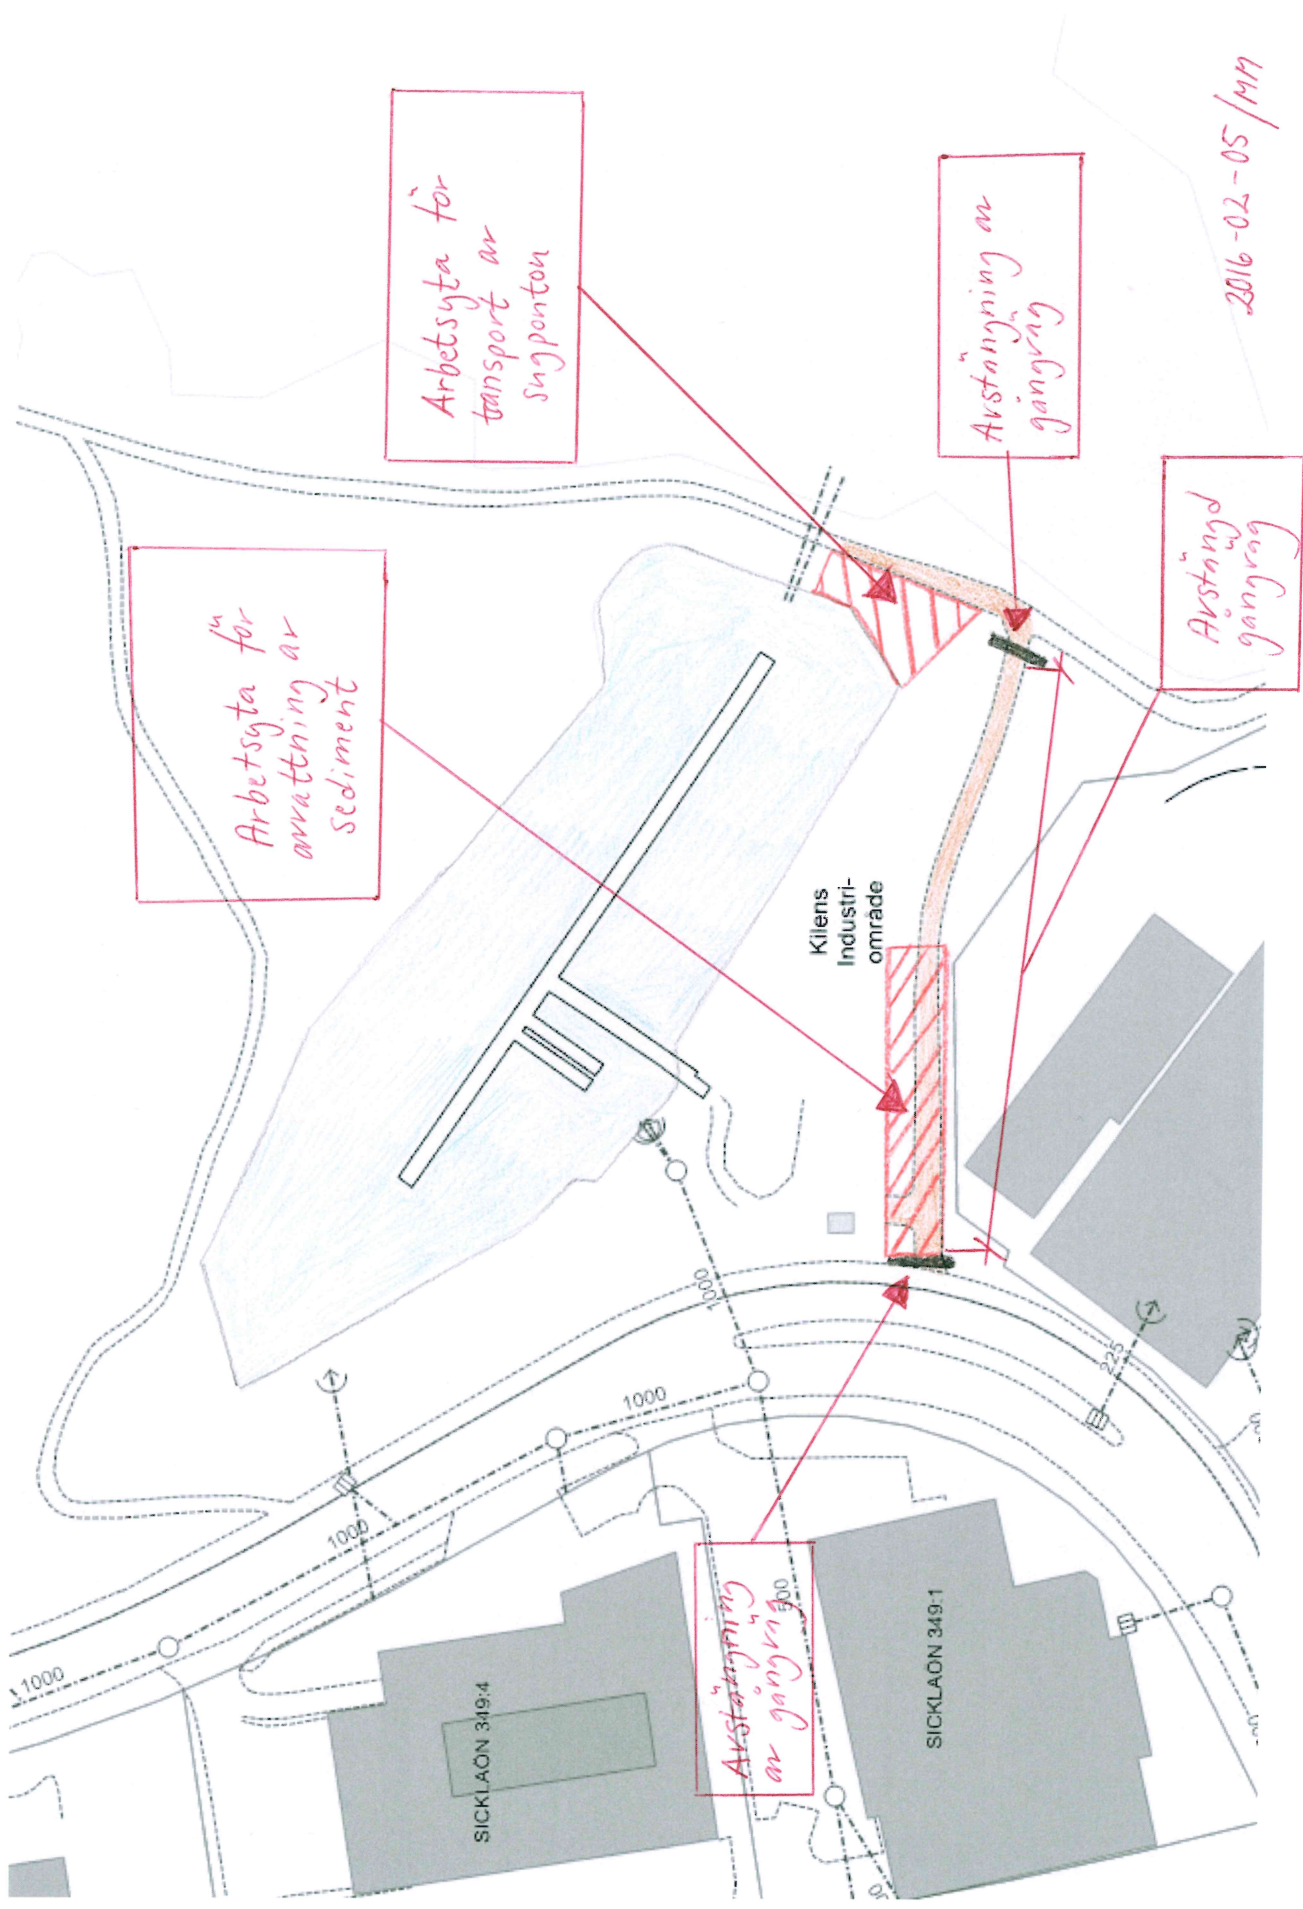 Arbetsyta för
avvattning av
sediment
Arbetsyta för
transport av
sugponton
Avstängning av
gångväg
Avstängd
gångväg
2016-02-05/MM
Avstängning
av gångväg
Kilens
Industri-
område
SICKLAÖN 349:4
SICKLAÖN 349:1
1000
1000
1000
1000
225